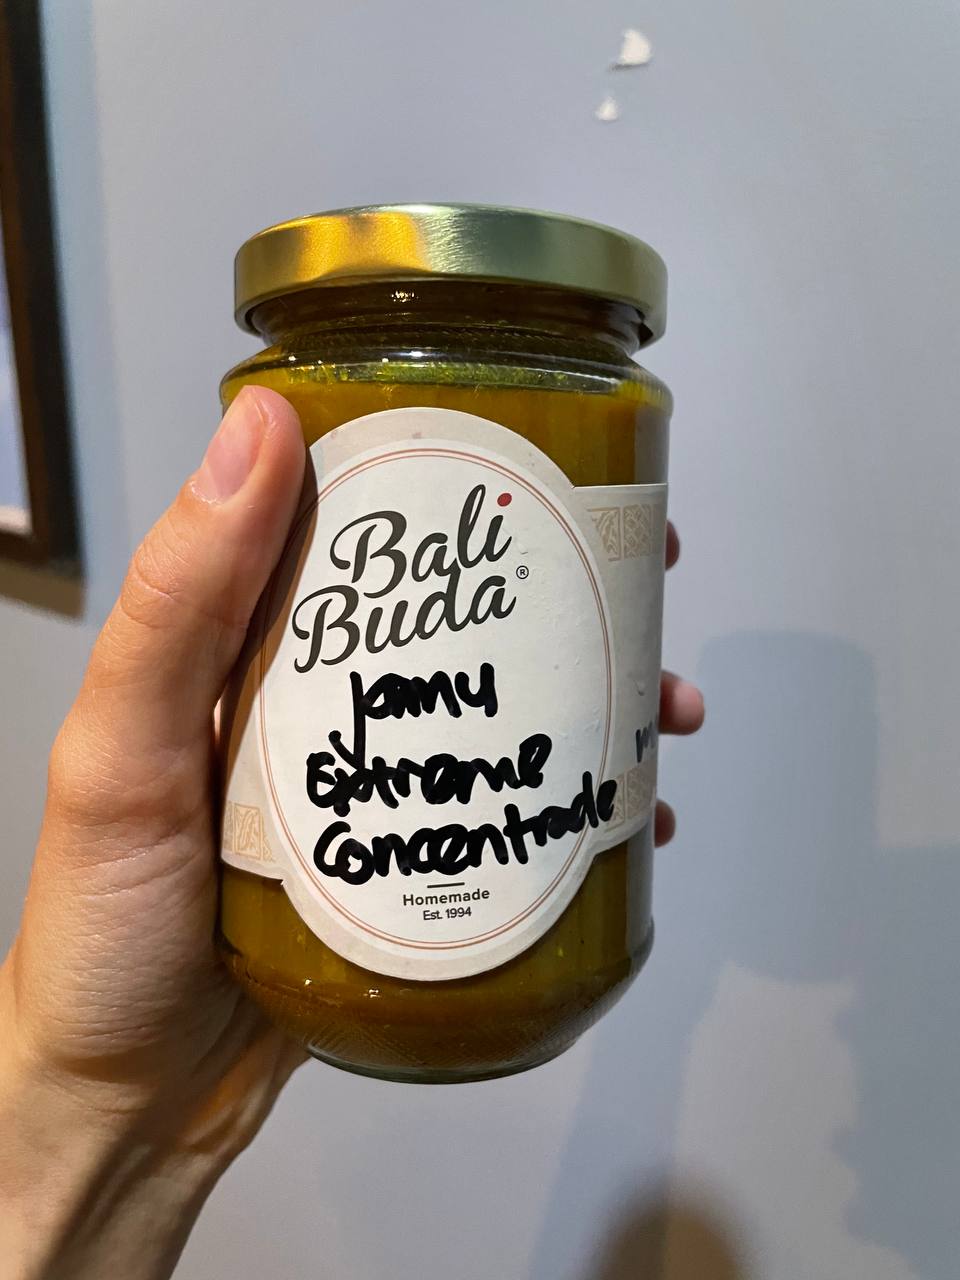 Bali
Buda®
Jamu
Extreme
Concentrade
Homemade
Est. 1994